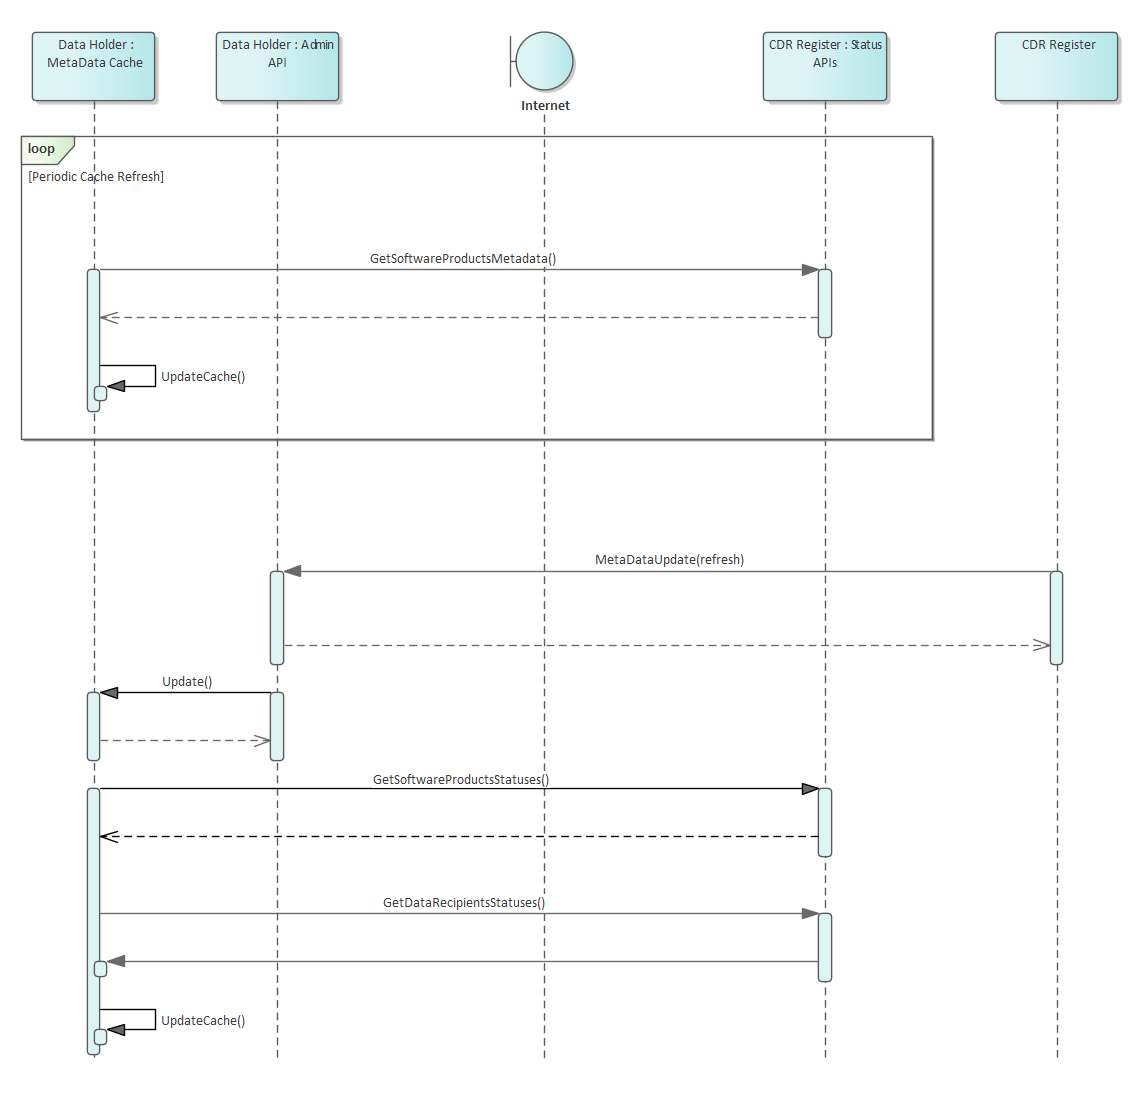 Data Holder :
MetaData Cache
Data Holder : Admin
API
Internet
CDR Register : Status
APIs
CDR Register
loop
[Periodic Cache Refresh]
GetSoftwareProductsMetadata()
UpdateCache()
MetaDataUpdate(refresh)
Update()
GetSoftwareProductsStatuses()
GetDataRecipientsStatuses()
UpdateCache()